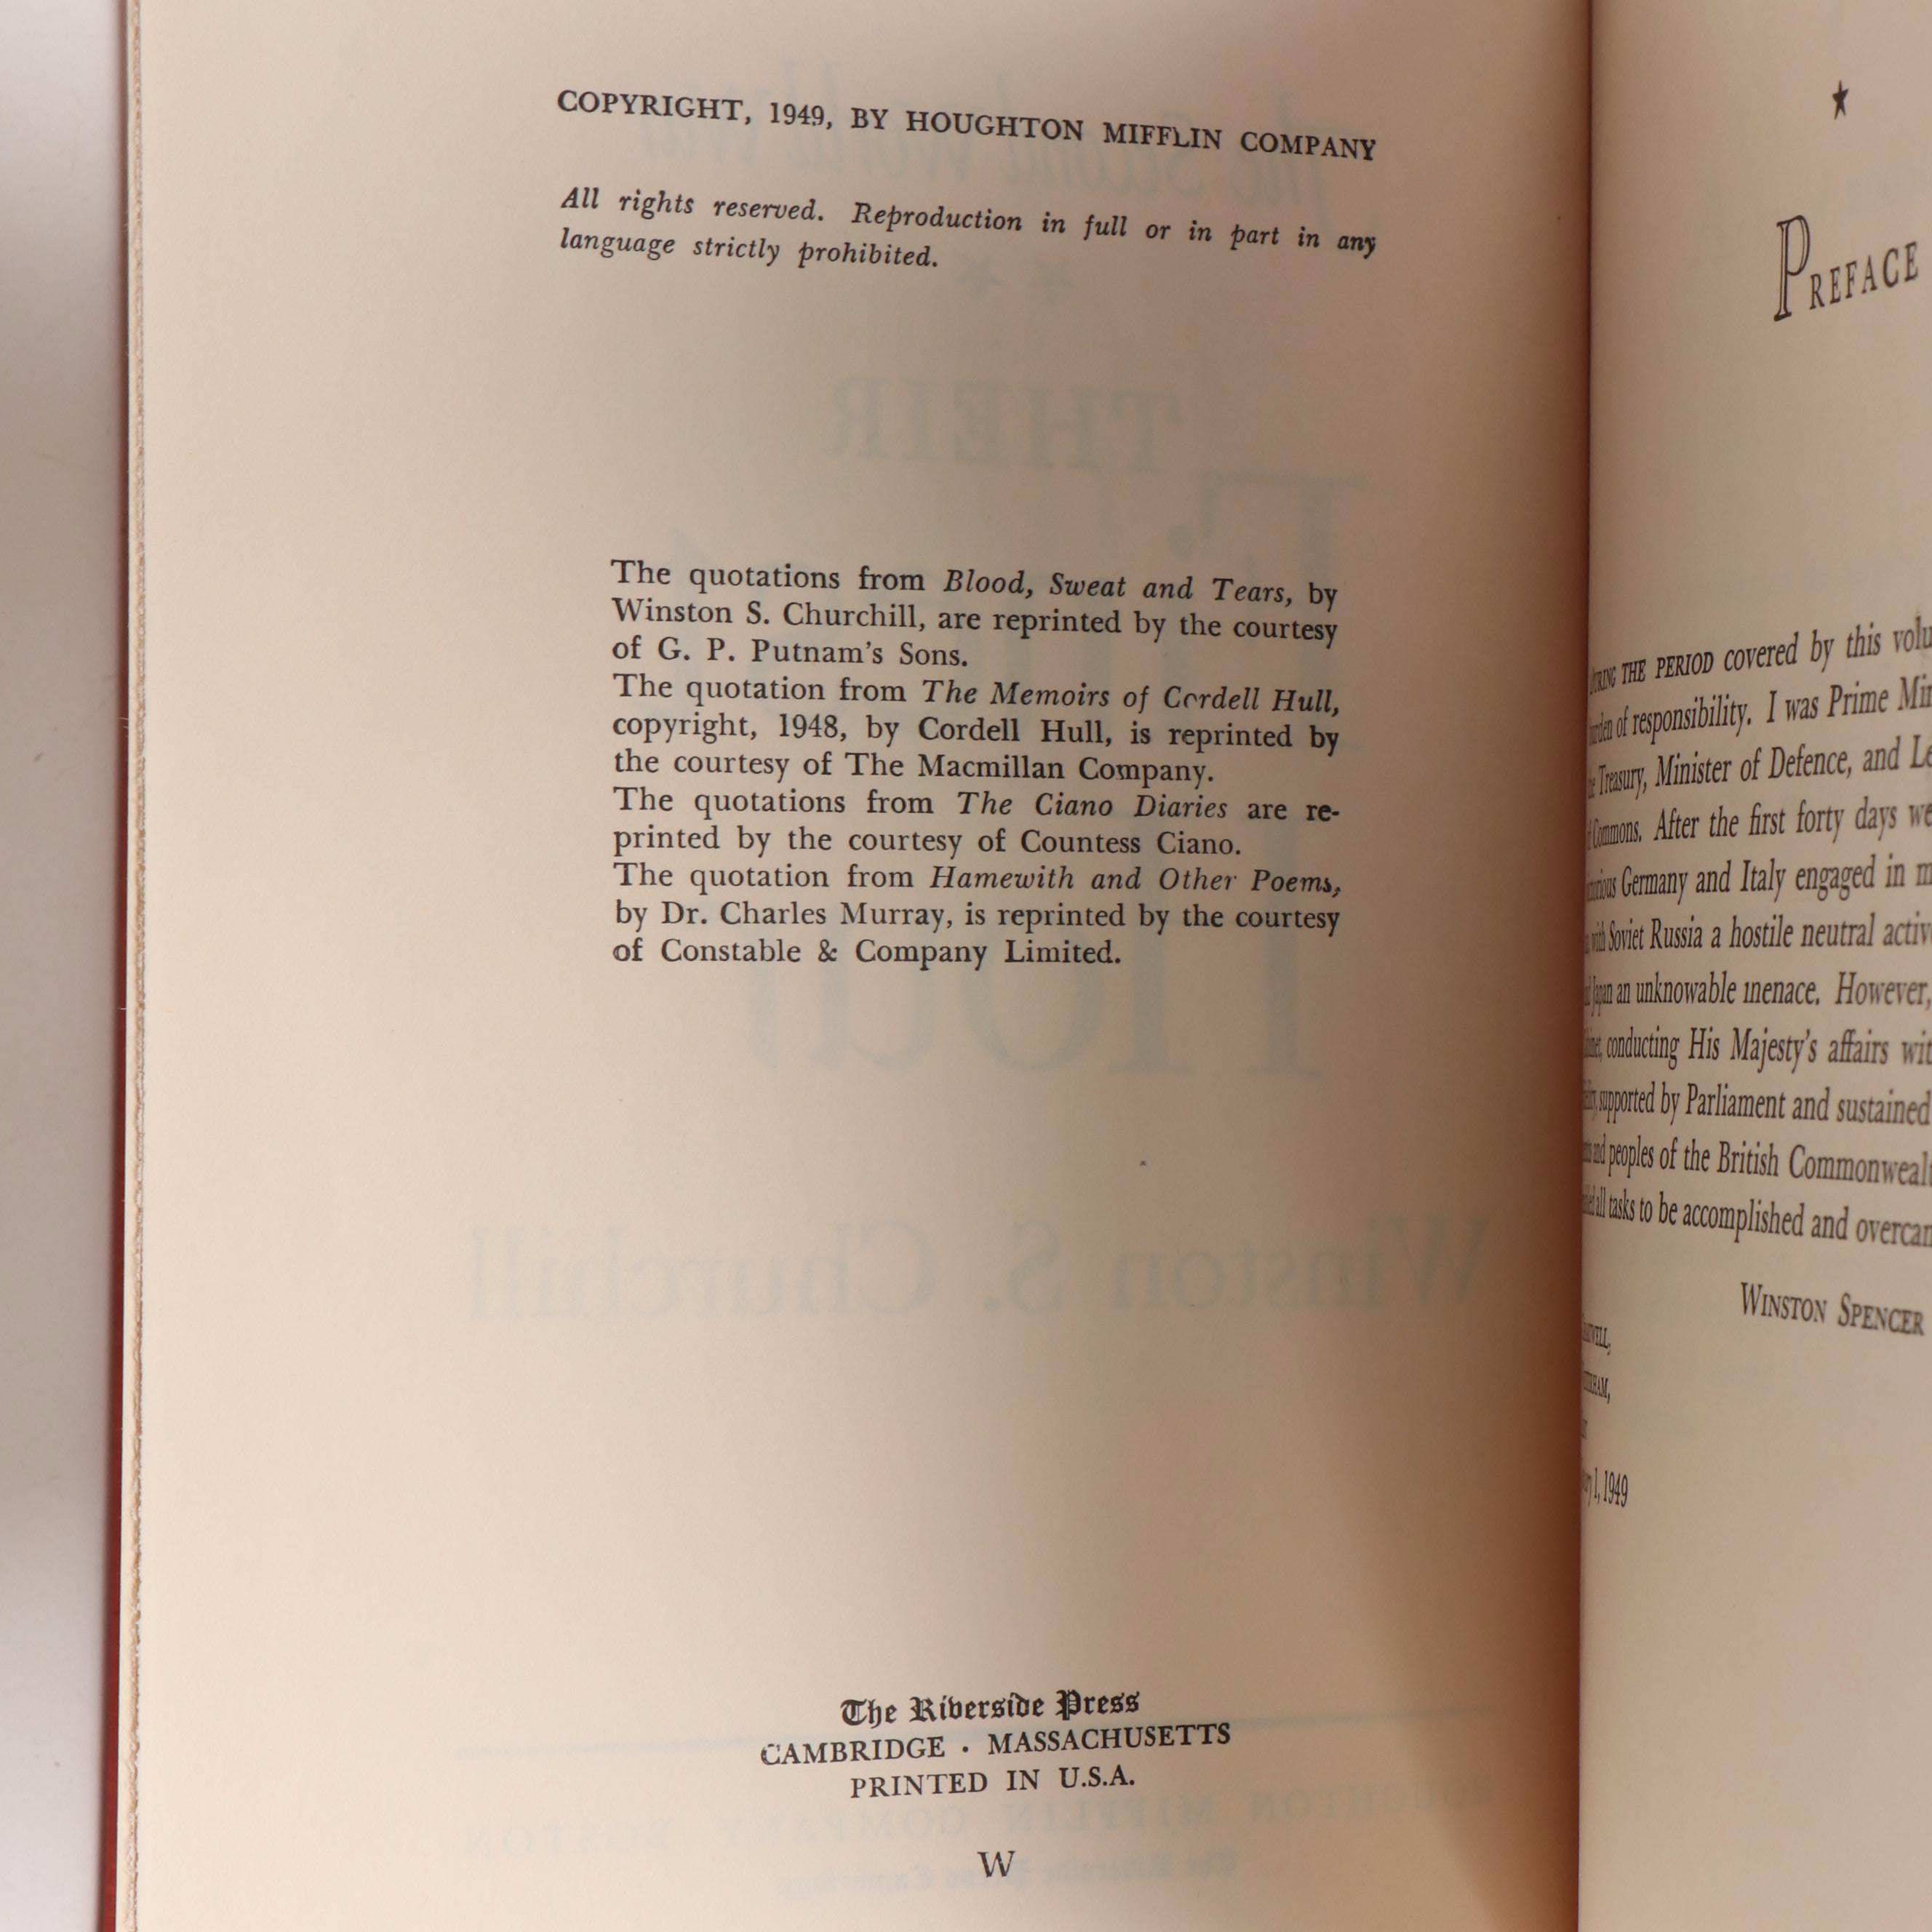 COPYRIGHT, 1949, BY HOUGHTON MIFFLIN COMPANY
All rights reserved. Reproduction in full or in part in any
language strictly prohibited.
The quotations from Blood, Sweat and Tears, by
Winston S. Churchill, are reprinted by the courtesy
of G. P. Putnam's Sons.
The quotation from The Memoirs of Cordell Hull,
copyright, 1948, by Cordell Hull, is reprinted by
the courtesy of The Macmillan Company.
The quotations from The Ciano Diaries are re-
printed by the courtesy of Countess Ciano.
The quotation from Hamewith and Other Poems,
by Dr. Charles Murray, is reprinted by the courtesy
of Constable & Company Limited.
The Riverside Press
CAMBRIDGE · MASSACHUSETTS
PRINTED IN U.S.A.
W
PREFACE
THE PERIOD covered by this
of responsibility. I was Prime
Treasury, Minister of Defence, and
Commons. After the first forty days we
Germany and Italy engaged in
with Soviet Russia a hostile neutral
Japan an unknowable menace. However,
conducting His Majesty's affairs
supported by Parliament and sustained
and peoples of the British
all tasks to be accomplished and
WINSTON SPENCER
1, 1949